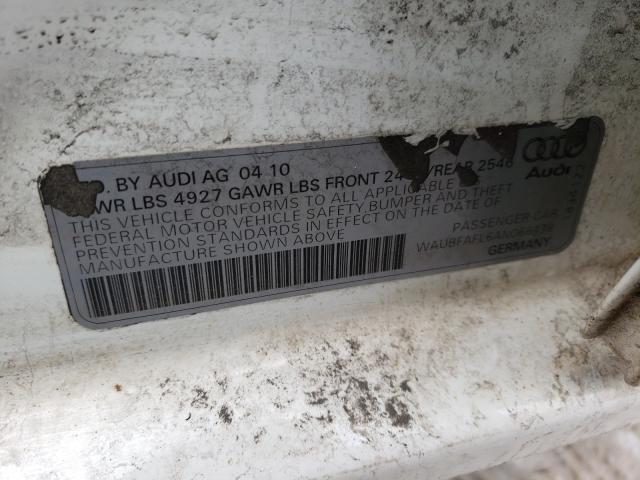 . BY AUDI AG 04 10
WR LBS 4927 GAWR LBS FRONT 24 /REAR 2546
THIS VEHICLE CONFORMS TO ALL APPLICABLE
FEDERAL MOTOR VEHICLE SAFETY, BUMPER AND THEFT
PREVENTION STANDARDS IN EFFECT ON THE DATE OF
MANUFACTURE SHOWN ABOVE
Audi
PASSENGER CAR
GERMANY